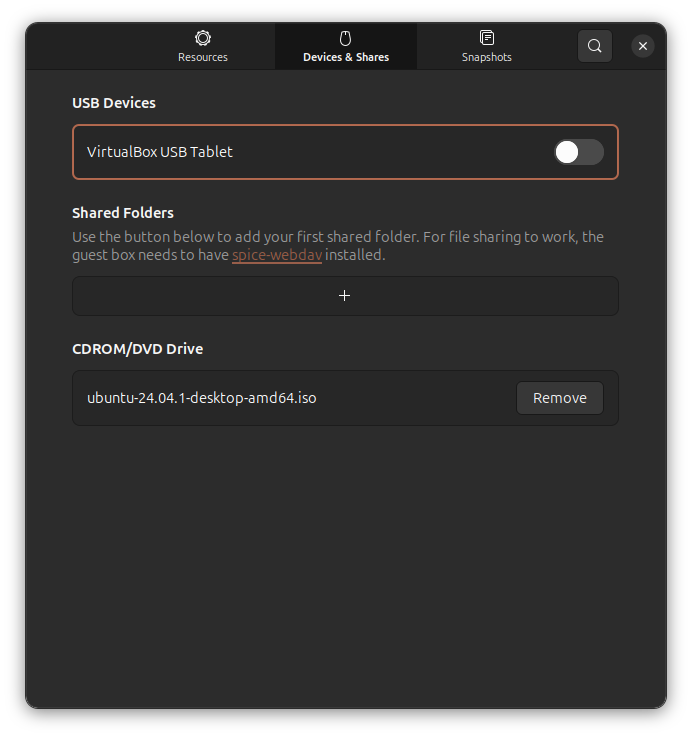 Resources
Devices & Shares
Snapshots
USB Devices
VirtualBox USB Tablet
Shared Folders
Use the button below to add your first shared folder. For file sharing to work, the
guest box needs to have spice-webdav installed.
CDROM/DVD Drive
ubuntu-24.04.1-desktop-amd64.iso
Remove